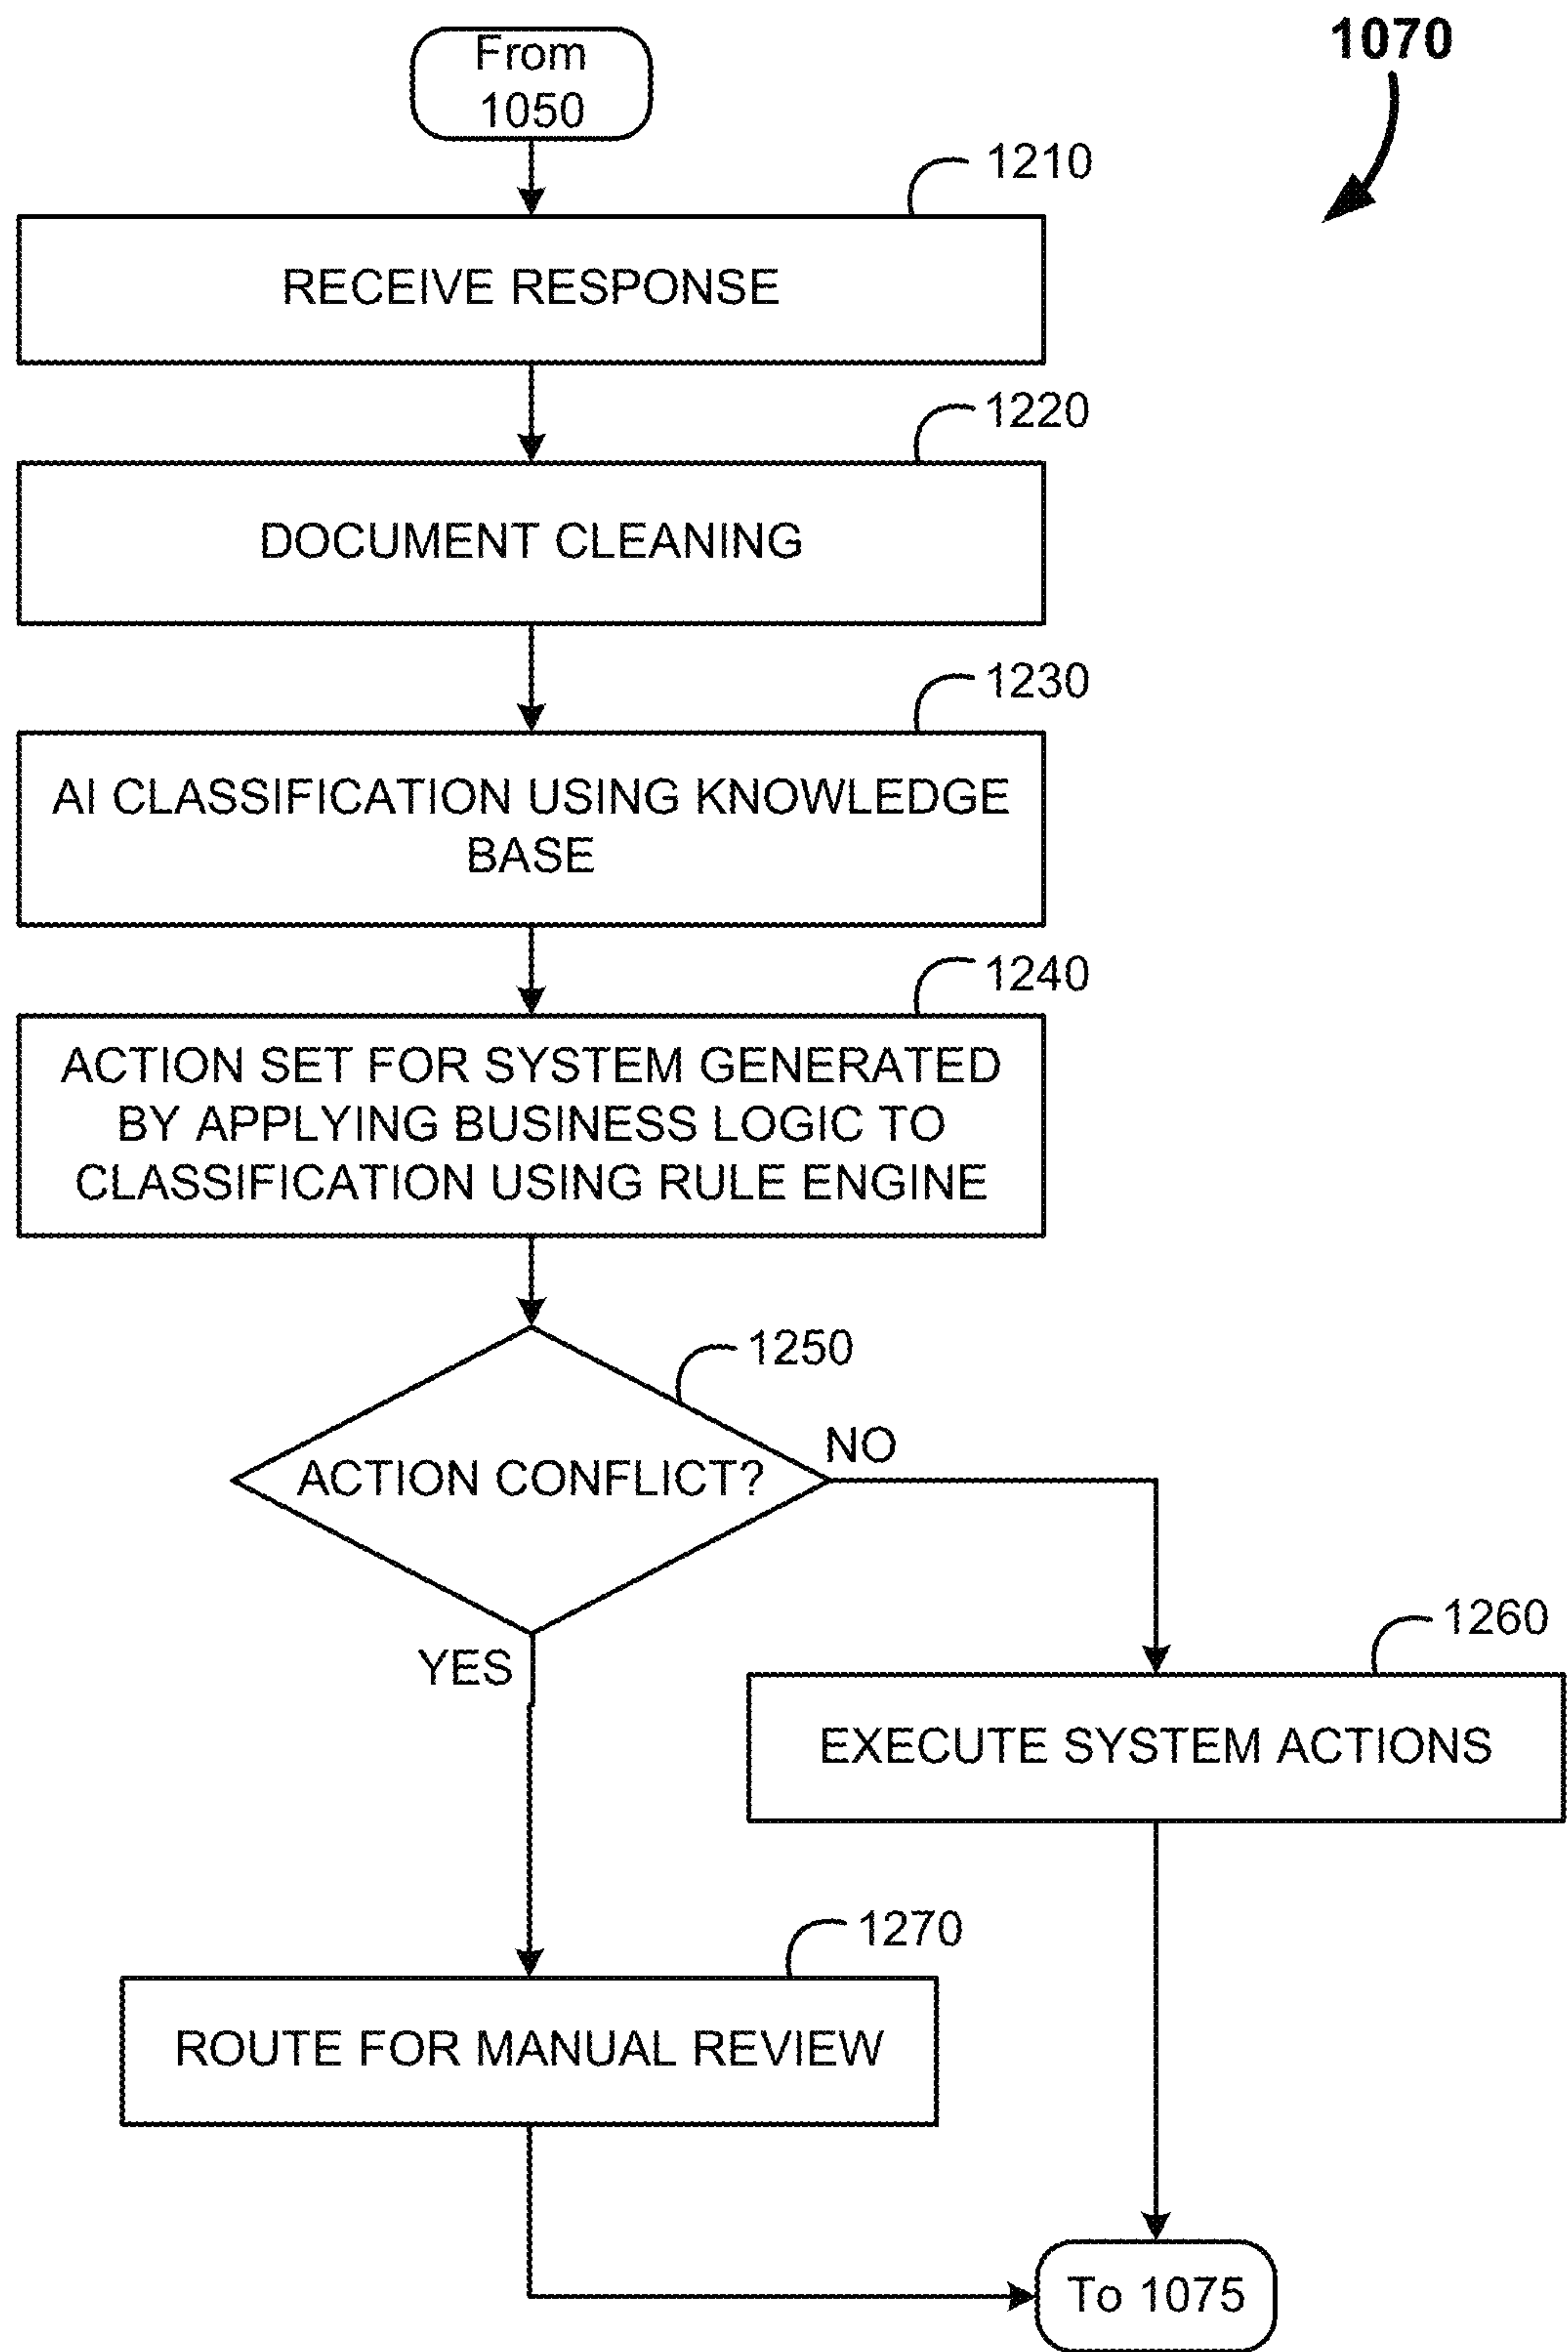 From
1050
1070
1210
RECEIVE RESPONSE
1220
DOCUMENT CLEANING
1230
AI CLASSIFICATION USING KNOWLEDGE
BASE
1240
ACTION SET FOR SYSTEM GENERATED
BY APPLYING BUSINESS LOGIC TO
CLASSIFICATION USING RULE ENGINE
1250
ACTION CONFLICT?
NO
YES
1260
EXECUTE SYSTEM ACTIONS
1270
ROUTE FOR MANUAL REVIEW
To 1075